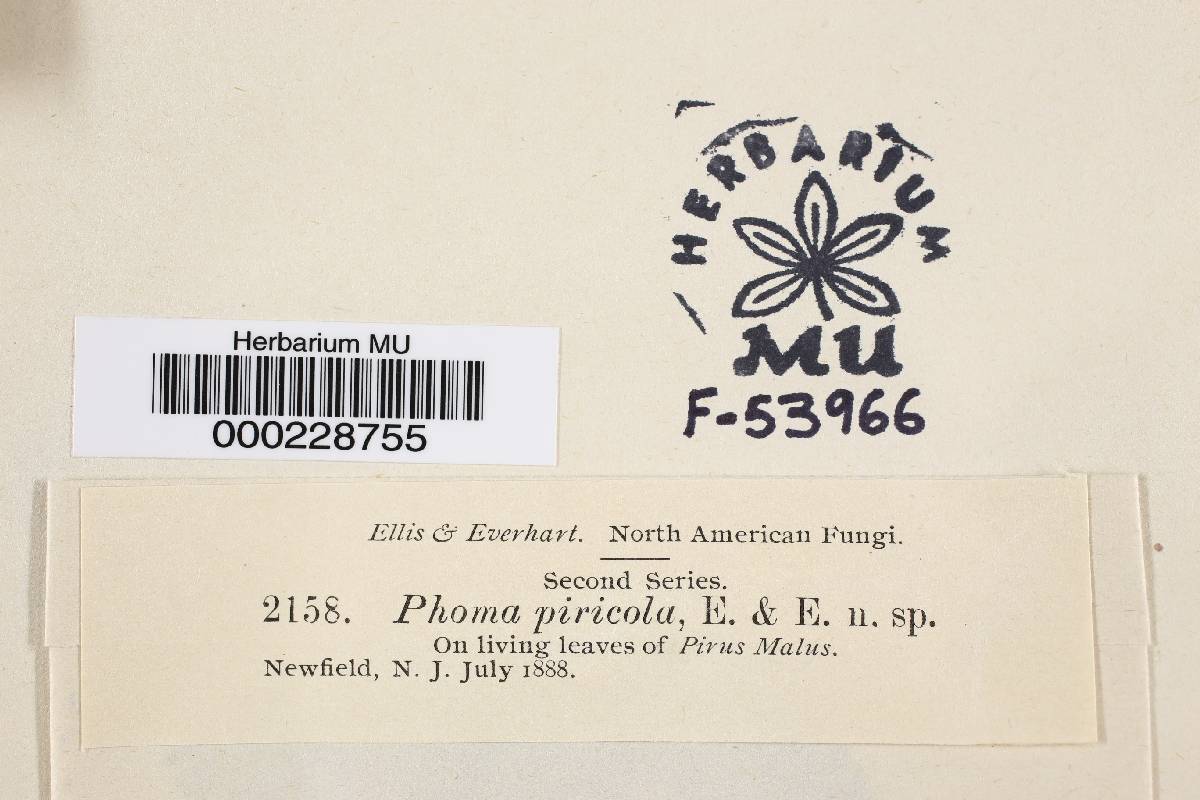 HERBARIUM
MU
F-53966
Herbarium MU
000228755
Ellis & Everhart. North American Fungi.
Second Series.
2158. Phoma piricola, E. & E. n. sp.
On living leaves of Pirus Malus.
Newfield, N. J. July 1888.